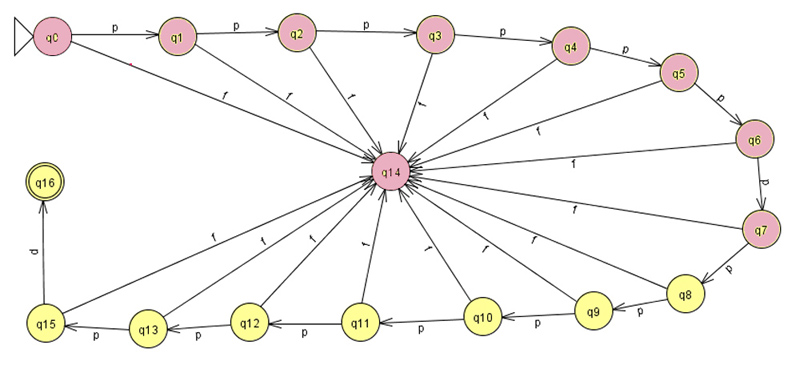 q0 p q1 p q2 p q3 p q4 p q5
p
q6
f f f f f f f
p
q14
q16
f
q7
f f f f f f f
p
p
q8
q15 p q13 p q12 p q11 p q10 p q9 p